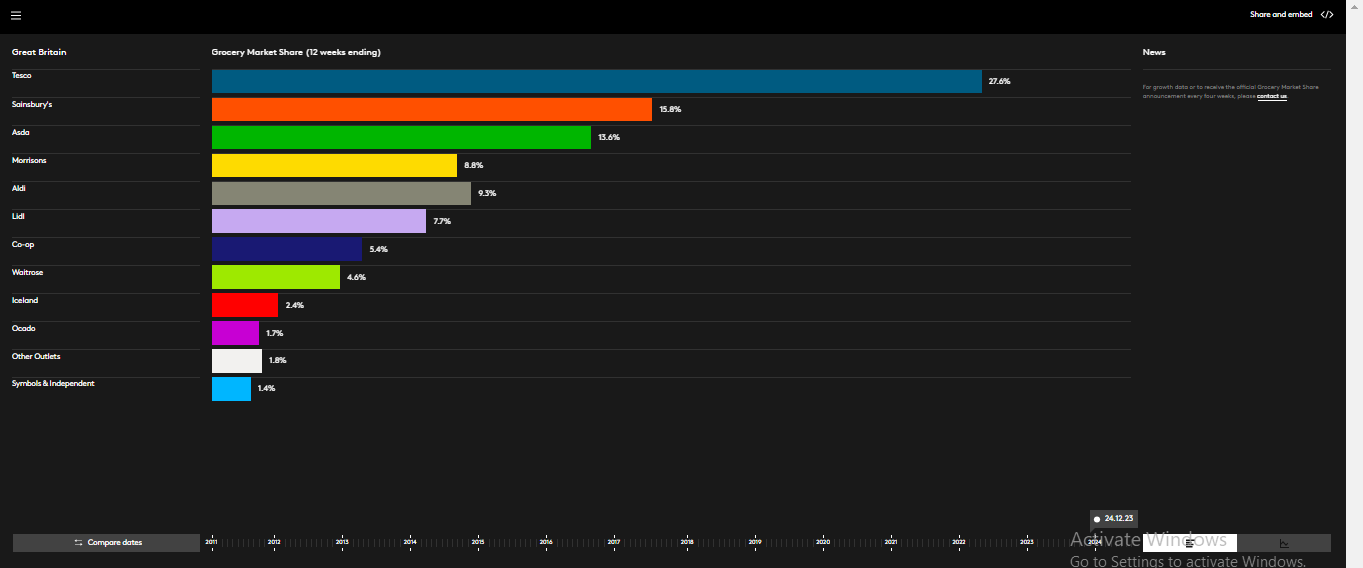 Share and embed
Great Britain
Grocery Market Share (12 weeks ending)
News
Tesco
27.6%
For growth data or to receive the official Grocery Market Share
announcement every four weeks, please contact us
Sainsbury's
15.8%
Asda
13.6%
Morrisons
8.8%
Aldi
9.3%
Lidl
7.7%
Co-op
5.4%
Waitrose
4.6%
Iceland
2.4%
Ocado
1.7%
Other Outlets
1.8%
Symbols & Independent
1.4%
24.12.23
Compare dates
2011 2012 2013 2014 2015 2016 2017 2018 2019 2020 2021 2022 2023 2024
Activate Windows
Go to Settings to activate Windows.